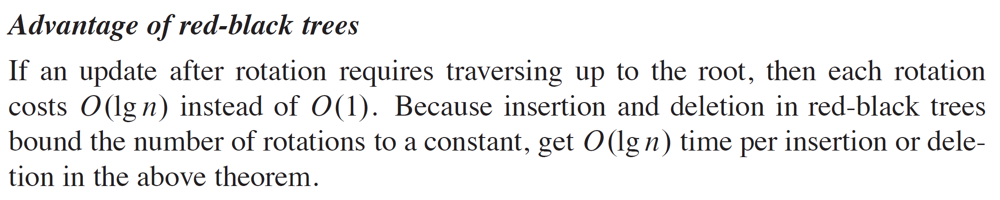 Advantage of red-black trees
If an update after rotation requires traversing up to the root, then each rotation
costs O(lg n) instead of O(1). Because insertion and deletion in red-black trees
bound the number of rotations to a constant, get O(lg n) time per insertion or dele-
tion in the above theorem.